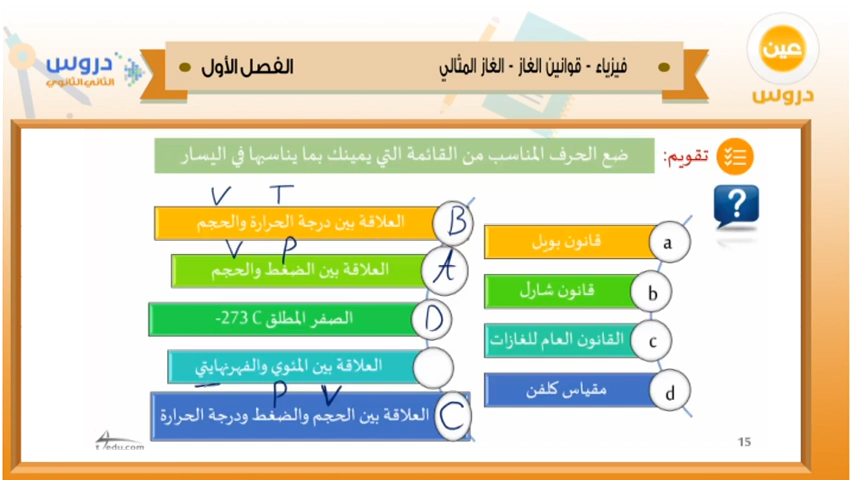 عين
دروس
فيزياء - قوانين الغاز - الغاز المثالي
الفصل الأول
دروس
الثاني الثانوي
تقويم:
ضع الحرف المناسب من القائمة التي يمينك بما يناسبها في اليسار
?
a قانون بويل
b قانون شارل
c القانون العام للغازات
d مقياس كلفن
V T
B العلاقة بين درجة الحرارة والحجم
V P
A العلاقة بين الضغط والحجم
D الصفر المطلق 273 C-
العلاقة بين المئوي والفهرنهايتي
P V
C العلاقة بين الحجم والضغط ودرجة الحرارة
15
t4edu.com